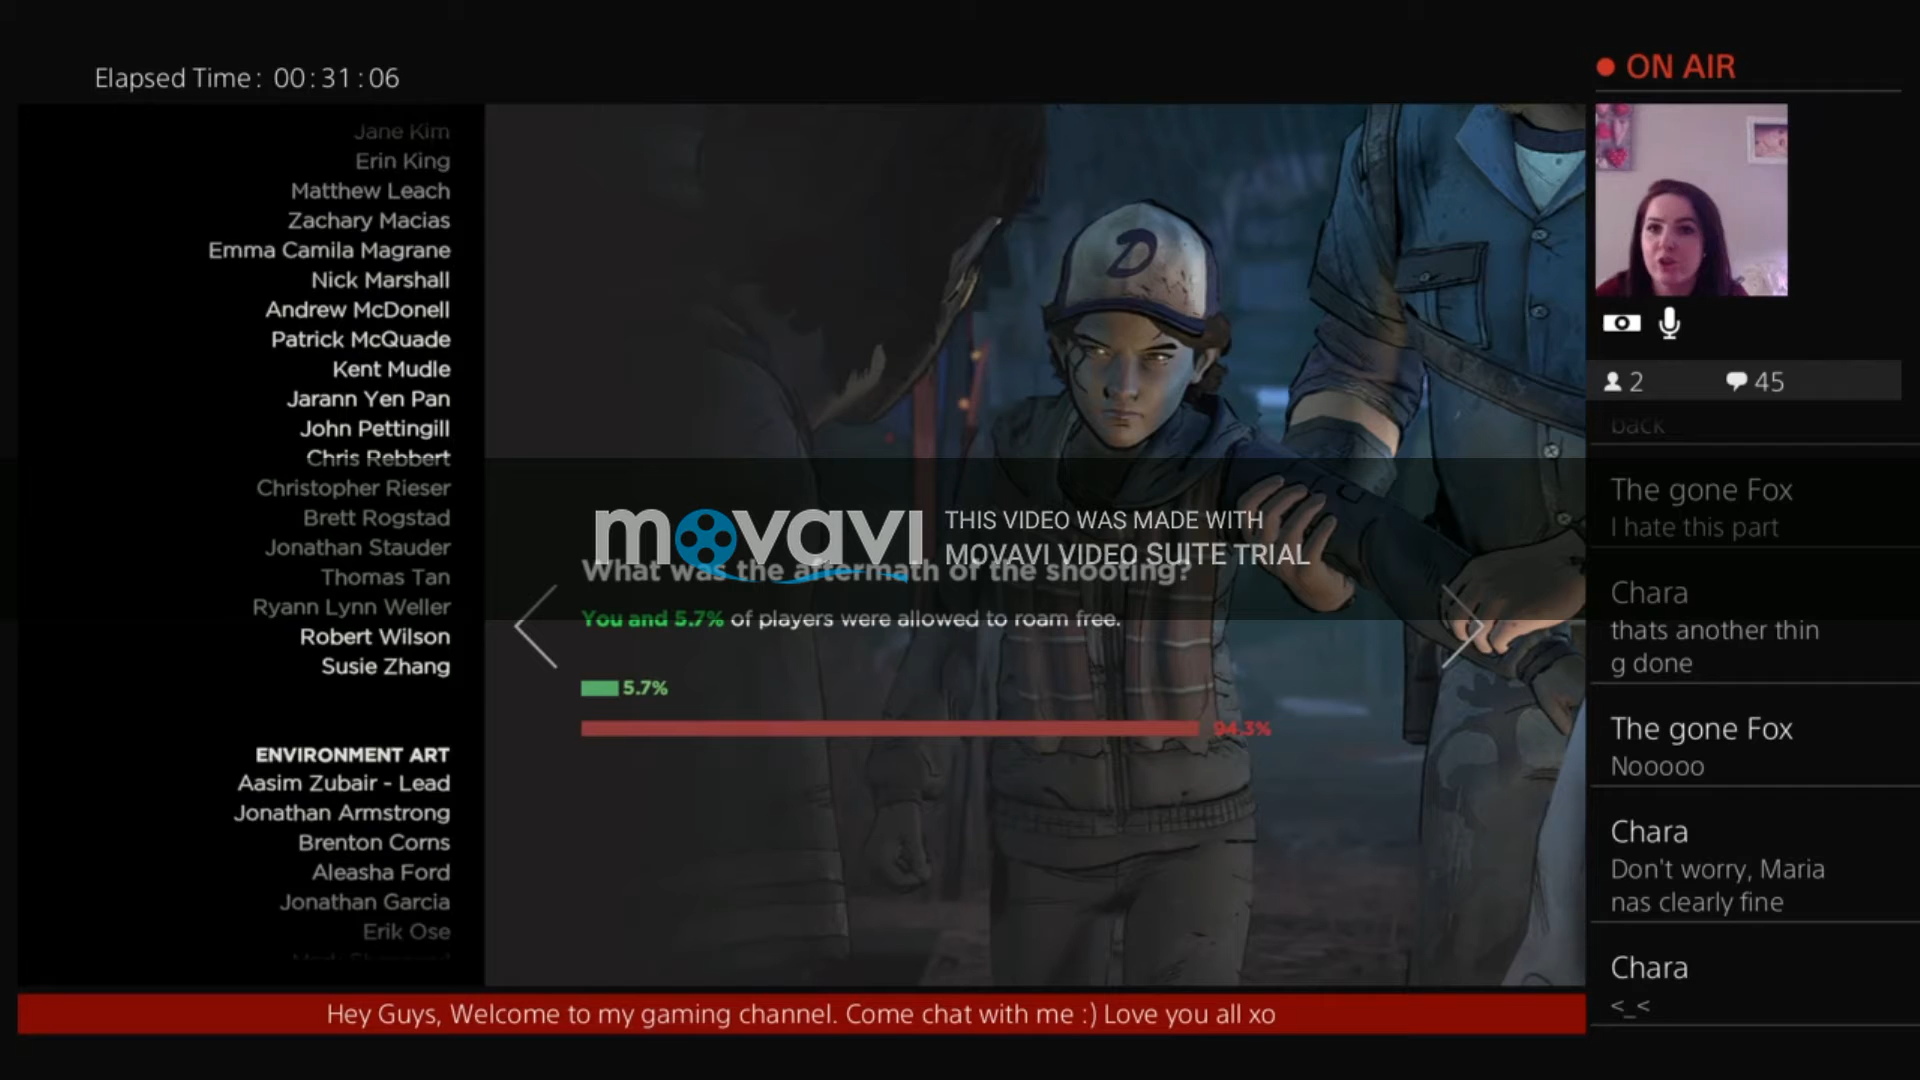 Elapsed Time: 00:31:06
ON AIR
Jane Kim
Erin King
Matthew Leach
Zachary Macias
Emma Camila Magrane
Nick Marshall
Andrew McDonell
Patrick McQuade
Kent Mudle
Jarann Yen Pan
John Pettingill
Chris Rebbert
Christopher Rieser
Brett Rogstad
Jonathan Stauder
Thomas Tan
Ryann Lynn Weller
Robert Wilson
Susie Zhang
ENVIRONMENT ART
Aasim Zubair - Lead
Jonathan Armstrong
Brenton Corns
Aleasha Ford
Jonathan Garcia
Erik Ose
D
movavi
THIS VIDEO WAS MADE WITH
MOVAVI VIDEO SUITE TRIAL
What was the aftermath of the shooting?
You and 5.7% of players were allowed to roam free.
5.7%
94.3%
2 45
back
The gone Fox
I hate this part
Chara
thats another thin
g done
The gone Fox
Nooooo
Chara
Don't worry, Maria
nas clearly fine
Chara
<_<
Hey Guys, Welcome to my gaming channel. Come chat with me :) Love you all xo